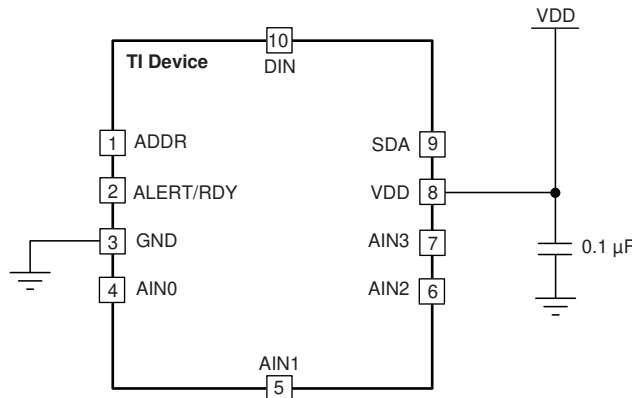 VDD
10
TI Device
DIN
1 ADDR
SDA 9
2 ALERT/RDY
VDD 8
3 GND
AIN3 7
0.1 µF
4 AIN0
AIN2 6
AIN1
5